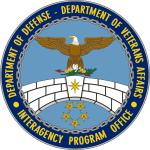 DEPARTMENT OF DEFENSE · DEPARTMENT OF VETERANS AFFAIRS
INTERAGENCY PROGRAM OFFICE